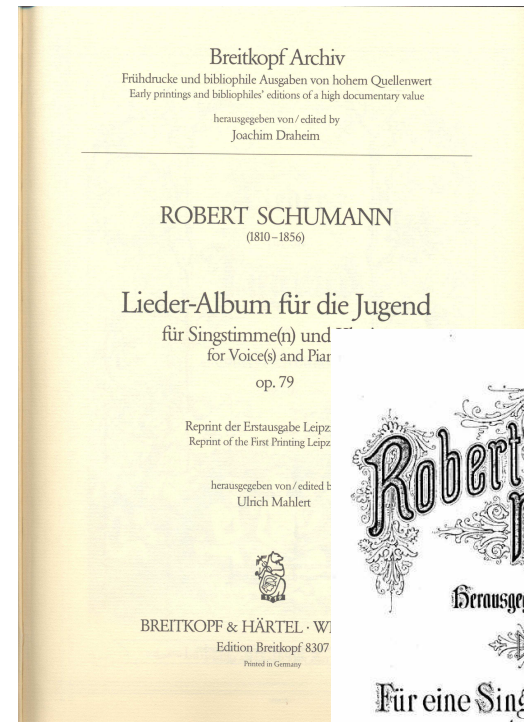 Breitkopf Archiv
Frühdrucke und bibliophile Ausgaben von hohem Quellenwert
Early printings and bibliophiles' editions of a high documentary value
herausgegeben von / edited by
Joachim Draheim
ROBERT SCHUMANN
(1810–1856)
Lieder-Album für die Jugend
für Singstimme(n) und
for Voice(s) and Pian
op. 79
Reprint der Erstausgabe Leipz
Reprint of the First Printing Leipz
herausgegeben von / edited b
Ulrich Mahlert
BREITKOPF & HÄRTEL · W
Edition Breitkopf 8307
Printed in Germany
Robert
Herausge
Für eine Sing